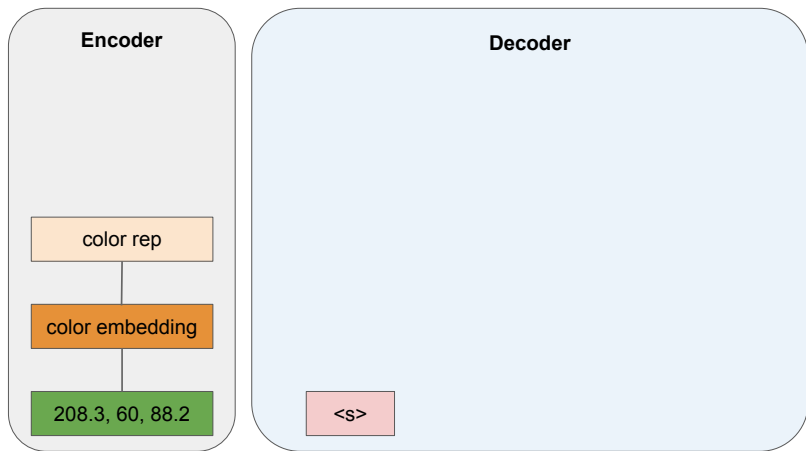 Encoder
Decoder
color rep
color embedding
208.3, 60, 88.2
<s>